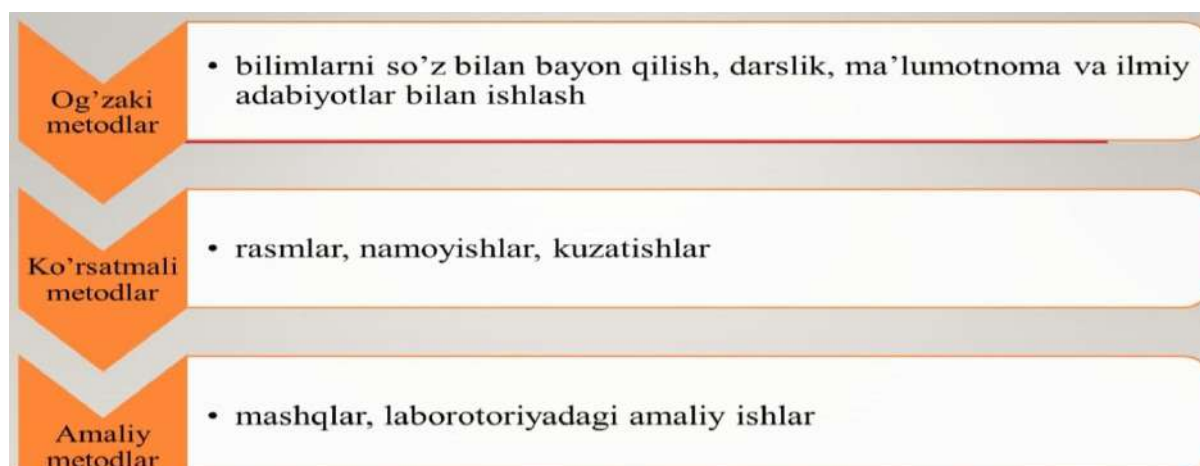 Og’zaki
metodlar
• bilimlarni so’z bilan bayon qilish, darslik, ma’lumotnoma va ilmiy
adabiyotlar bilan ishlash
Ko’rsatmali
metodlar
• rasmlar, namoyishlar, kuzatishlar
Amaliy
metodlar
• mashqlar, laborotoriyadagi amaliy ishlar